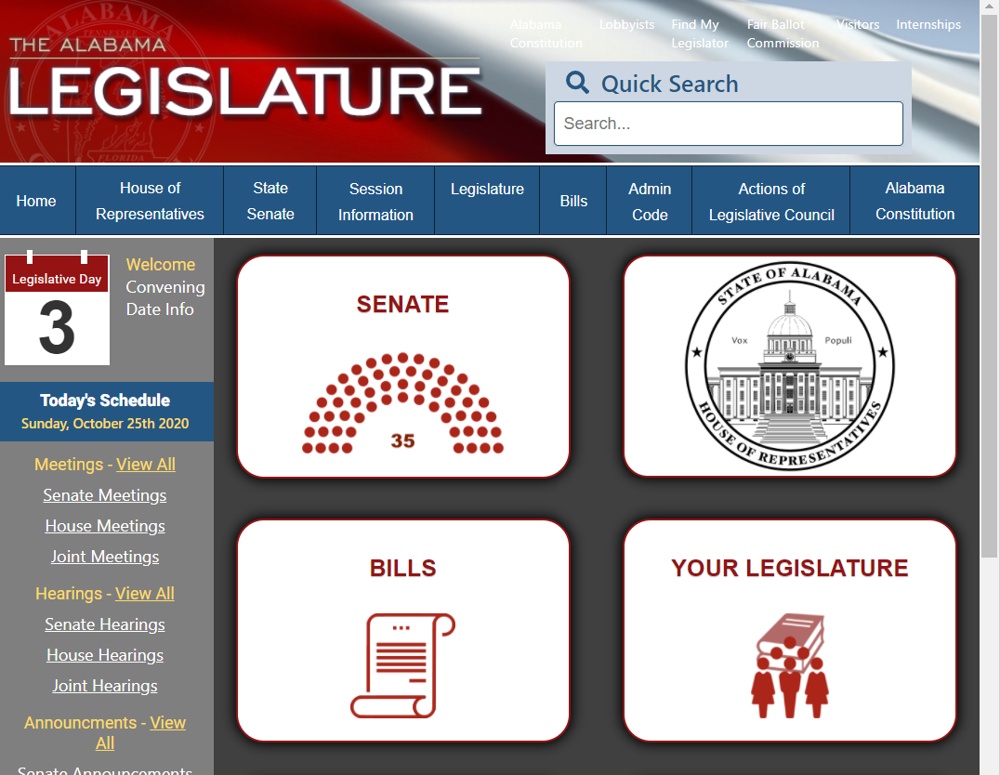 Alabama Constitution
Lobbyists
Find My Legislator
Fair Ballot Commission
Visitors
Internships
ALABAMA
TENNESSEE
FLORIDA
THE ALABAMA
LEGISLATURE
Quick Search
Search...
Home
House of Representatives
State Senate
Session Information
Legislature
Bills
Admin Code
Actions of Legislative Council
Alabama Constitution
Legislative Day
3
Welcome
Convening
Date Info
Today's Schedule
Sunday, October 25th 2020
Meetings - View All
Senate Meetings
House Meetings
Joint Meetings
Hearings - View All
Senate Hearings
House Hearings
Joint Hearings
Announcments - View
All
Senate Announcements
SENATE
35
STATE OF ALABAMA
Vox Populi
HOUSE OF REPRESENTATIVES
BILLS
YOUR LEGISLATURE